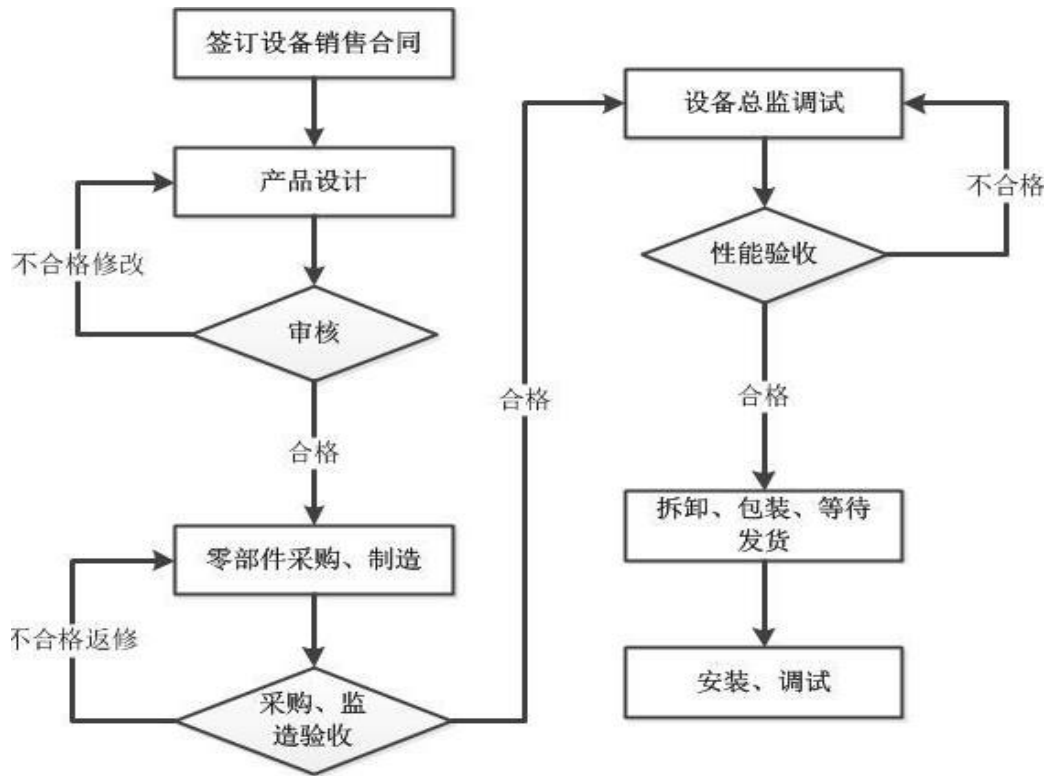 签订设备销售合同
产品设计
不合格修改
审核
合格
零部件采购、制造
不合格返修
采购、监
造验收
合格
设备总监调试
不合格
性能验收
合格
拆卸、包装、等待
发货
安装、调试